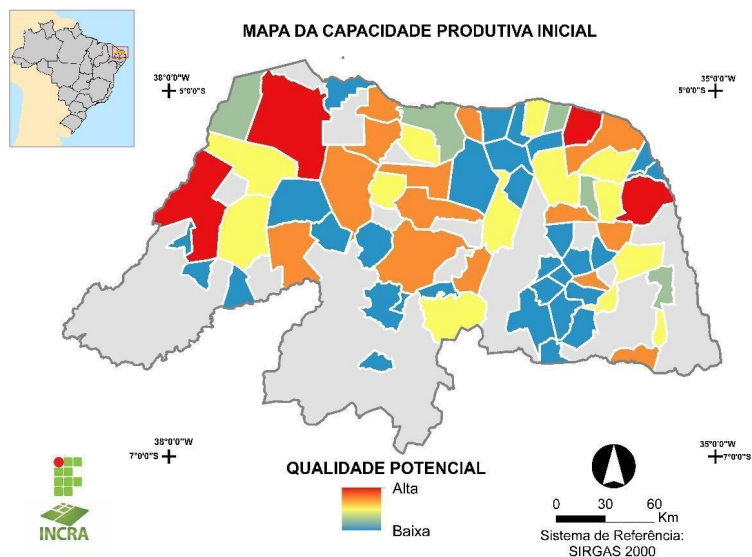 MAPA DA CAPACIDADE PRODUTIVA INICIAL
38°0'0"W
5°0'0"S
35°0'0"W
5°0'0"S
38°0'0"W
7°0'0"S
35°0'0"W
7°0'0"S
QUALIDADE POTENCIAL
Alta
Baixa
INCRA
0 30 60
Km
Sistema de Referência:
SIRGAS 2000